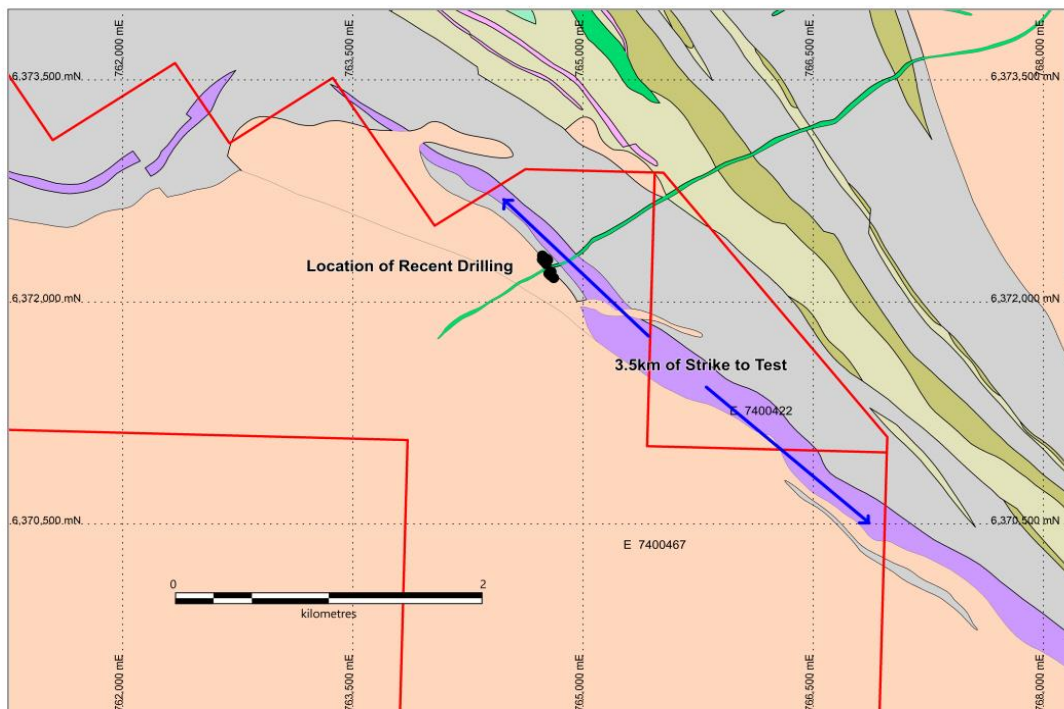 762,000 mE
763,500 mE
765,000 mE
766,500 mE
768,000 mE
6,373,500 mN
6,373,500 mN
Location of Recent Drilling
6,372,000 mN
6,372,000 mN
3.5km of Strike to Test
E 7400422
6,370,500 mN
6,370,500 mN
E 7400467
0 2
kilometres
762,000 mE
763,500 mE
765,000 mE
766,500 mE
768,000 mE